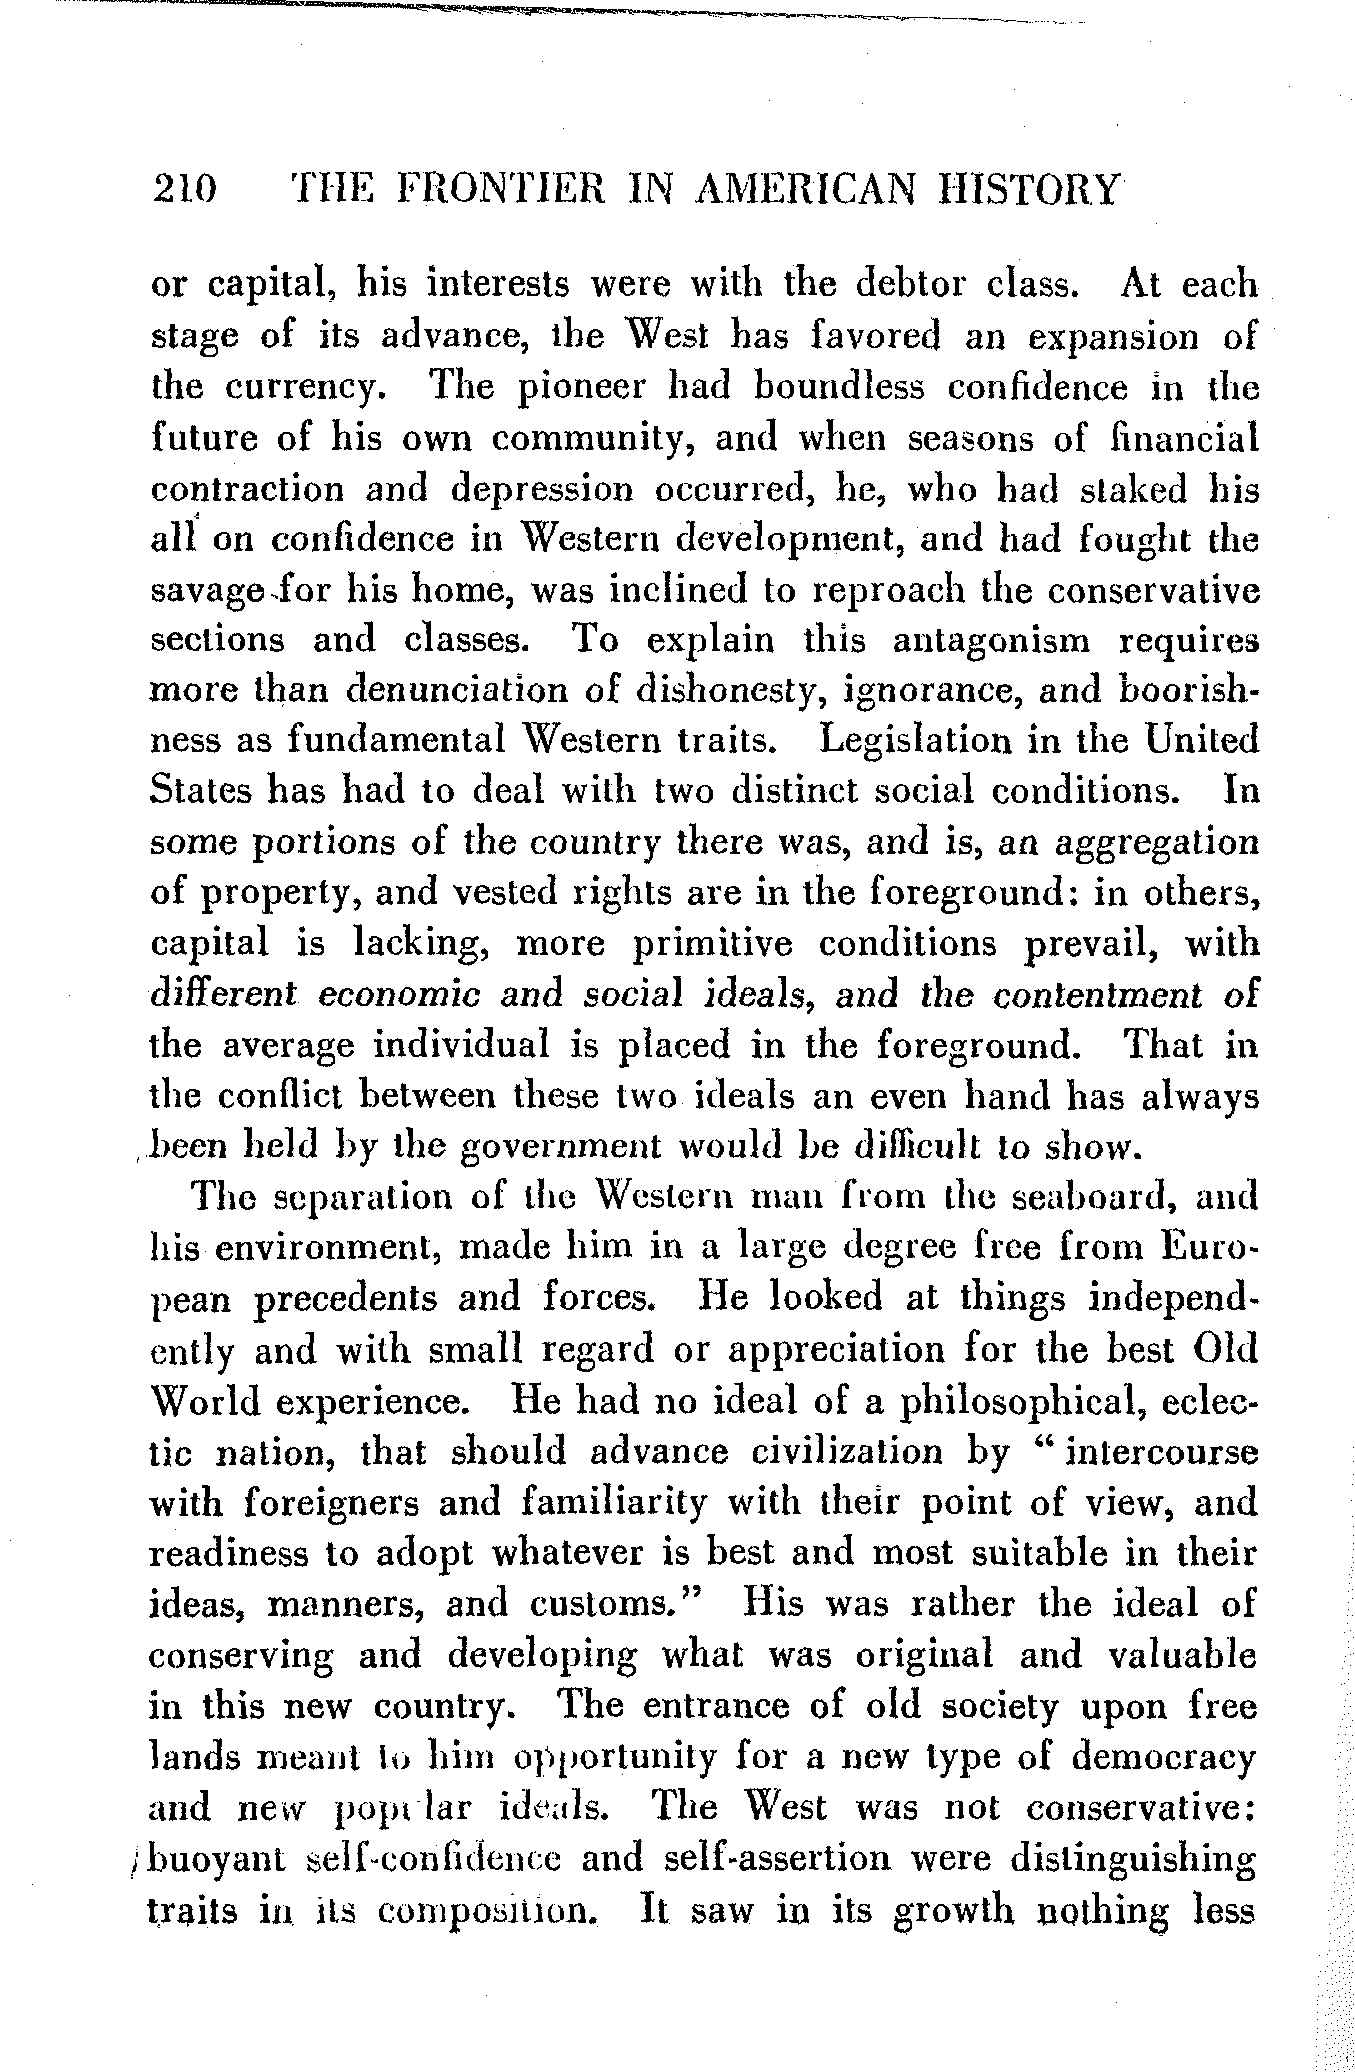 210 THE FRONTIER IN AMERICAN HISTORY
or capital, his interests were with the debtor class. At each
stage of its advance, the West has favored an expansion of
the currency. The pioneer had boundless confidence in the
future of his own community, and when seasons of financial
contraction and depression occurred, he, who had staked his
all on confidence in Western development, and had fought the
savage for his home, was inclined to reproach the conservative
sections and classes. To explain this antagonism requires
more than denunciation of dishonesty, ignorance, and boorish-
ness as fundamental Western traits. Legislation in the United
States has had to deal with two distinct social conditions. In
some portions of the country there was, and is, an aggregation
of property, and vested rights are in the foreground: in others,
capital is lacking, more primitive conditions prevail, with
different economic and social ideals, and the contentment of
the average individual is placed in the foreground. That in
the conflict between these two ideals an even hand has always
been held by the government would be difficult to show.
The separation of the Western man from the seaboard, and
his environment, made him in a large degree free from Euro-
pean precedents and forces. He looked at things independ-
ently and with small regard or appreciation for the best Old
World experience. He had no ideal of a philosophical, eclec-
tic nation, that should advance civilization by “ intercourse
with foreigners and familiarity with their point of view, and
readiness to adopt whatever is best and most suitable in their
ideas, manners, and customs.” His was rather the ideal of
conserving and developing what was original and valuable
in this new country. The entrance of old society upon free
lands meant to him opportunity for a new type of democracy
and new popular ideals. The West was not conservative:
buoyant self-confidence and self-assertion were distinguishing
traits in its composition. It saw in its growth nothing less